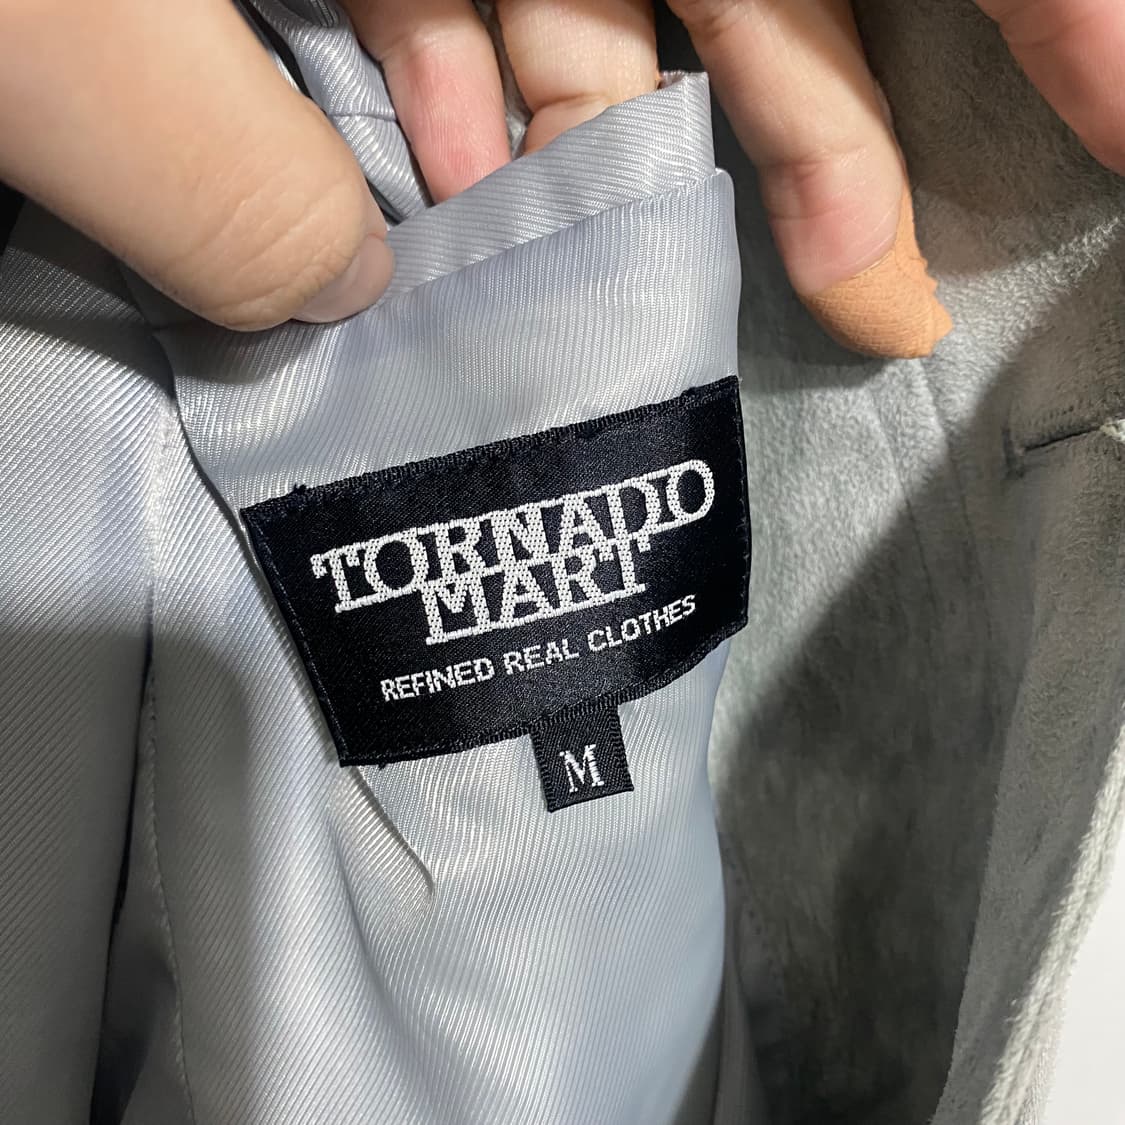 TORNADO
MART
REFINED REAL CLOTHES
M